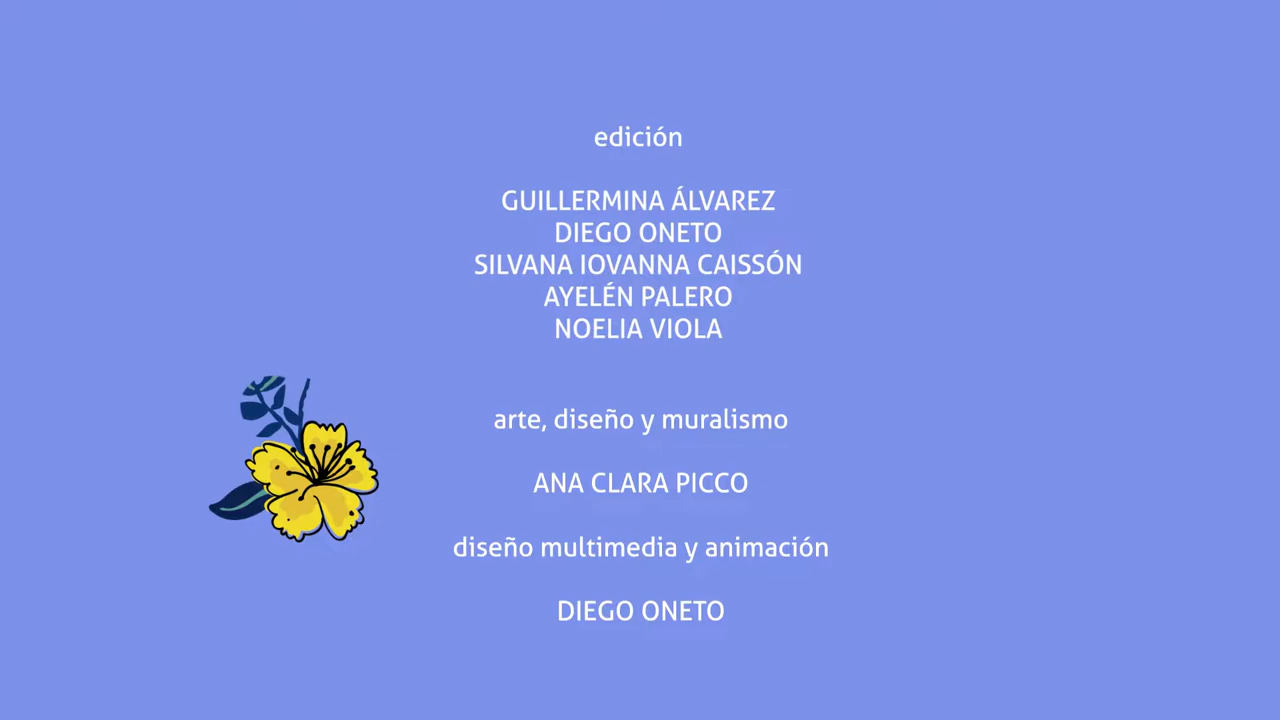 edición
GUILLERMINA ÁLVAREZ
DIEGO ONETO
SILVANA IOVANNA CAISSÓN
AYELÉN PALERO
NOELIA VIOLA
arte, diseño y muralismo
ANA CLARA PICCO
diseño multimedia y animación
DIEGO ONETO